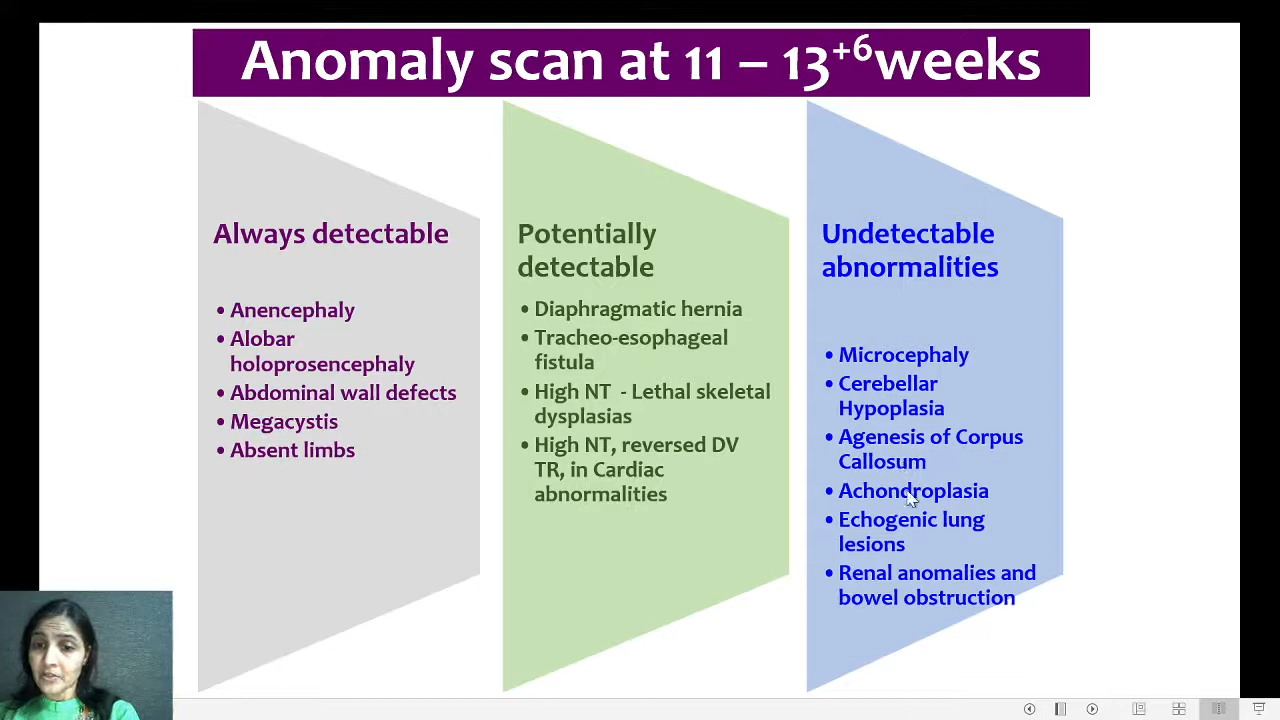 Anomaly scan at 11 – 13+6weeks
Always detectable
• Anencephaly
• Alobar
holoprosencephaly
• Abdominal wall defects
• Megacystis
• Absent limbs
Potentially
detectable
• Diaphragmatic hernia
• Tracheo-esophageal
fistula
• High NT - Lethal skeletal
dysplasias
• High NT, reversed DV
TR, in Cardiac
abnormalities
Undetectable
abnormalities
• Microcephaly
• Cerebellar
Hypoplasia
• Agenesis of Corpus
Callosum
• Achondroplasia
• Echogenic lung
lesions
• Renal anomalies and
bowel obstruction